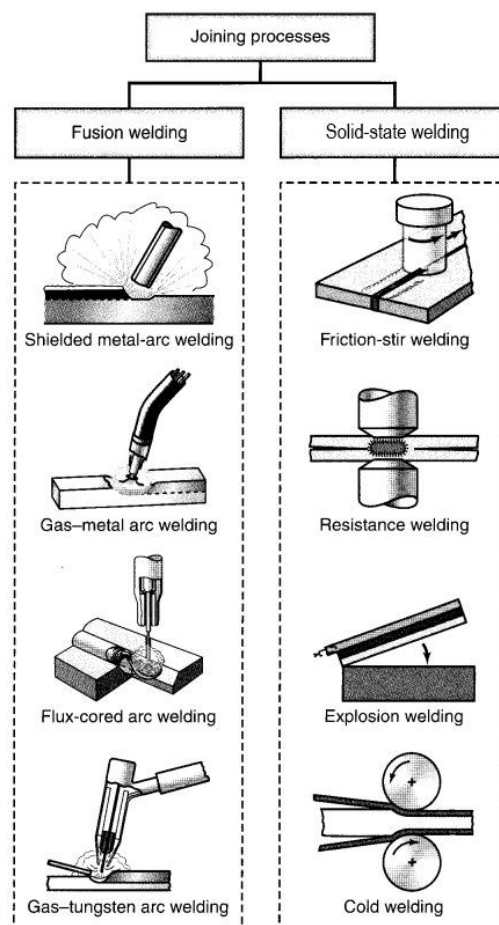 Joining processes
Fusion welding
Solid-state welding
Shielded metal-arc welding
Friction-stir welding
Gas–metal arc welding
Resistance welding
Flux-cored arc welding
Explosion welding
Gas–tungsten arc welding
Cold welding